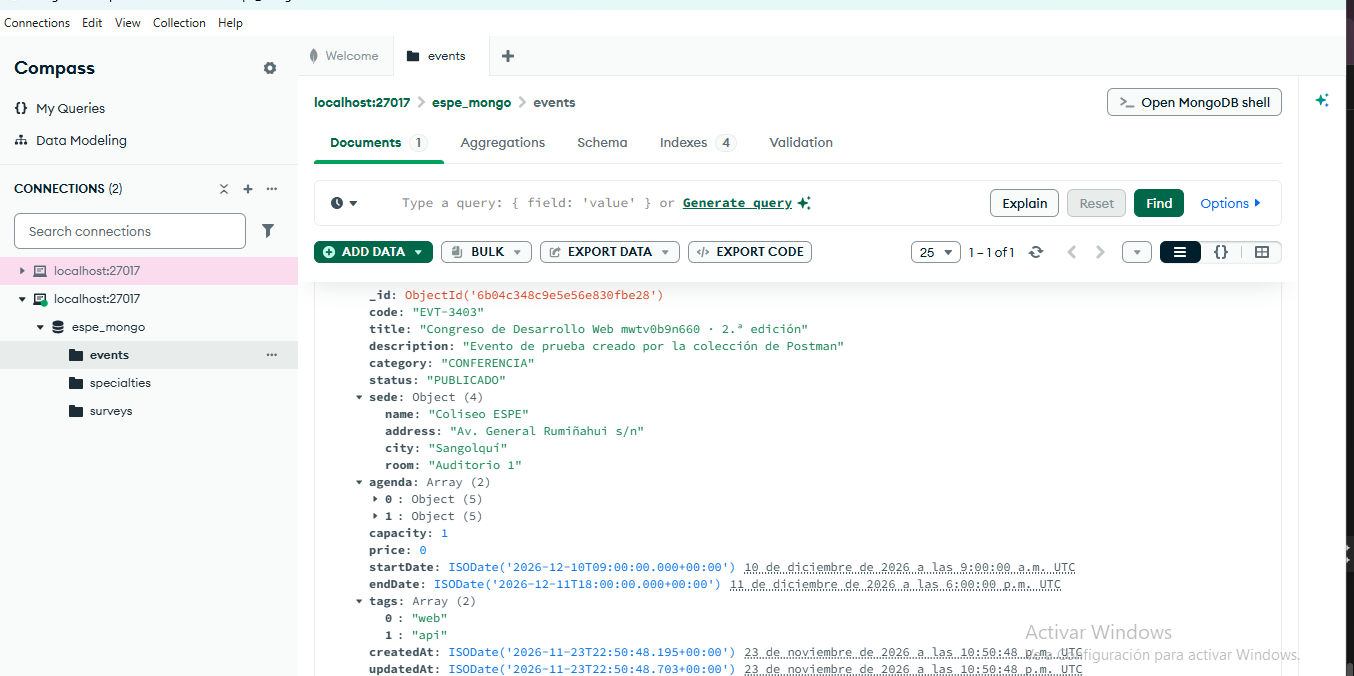 Connections Edit View Collection Help
Compass
Welcome
events
My Queries
Data Modeling
localhost:27017 > espe_mongo > events
>_ Open MongoDB shell
Documents 1 Aggregations Schema Indexes 4 Validation
CONNECTIONS (2)
Search connections
Type a query: { field: 'value' } or Generate query
Explain Reset Find Options
ADD DATA BULK EXPORT DATA EXPORT CODE
25 1 – 1 of 1 {}
localhost:27017
localhost:27017
espe_mongo
events
specialties
surveys
_id: ObjectId('6b04c348c9e5e56e830fbe28')
code: "EVT-3403"
title: "Congreso de Desarrollo Web mwtv0b9n660 · 2.ª edición"
description: "Evento de prueba creado por la colección de Postman"
category: "CONFERENCIA"
status: "PUBLICADO"
sede: Object (4)
name: "Coliseo ESPE"
address: "Av. General Rumiñahui s/n"
city: "Sangolquí"
room: "Auditorio 1"
agenda: Array (2)
0 : Object (5)
1 : Object (5)
capacity: 1
price: 0
startDate: ISODate('2026-12-10T09:00:00.000+00:00') 10 de diciembre de 2026 a las 9:00:00 a.m. UTC
endDate: ISODate('2026-12-11T18:00:00.000+00:00') 11 de diciembre de 2026 a las 6:00:00 p.m. UTC
tags: Array (2)
0 : "web"
1 : "api"
createdAt: ISODate('2026-11-23T22:50:48.195+00:00') 23 de noviembre de 2026 a las 10:50:48 p.m. UTC
updatedAt: ISODate('2026-11-23T22:50:48.703+00:00') 23 de noviembre de 2026 a las 10:50:48 p.m. UTC
Activar Windows
Configuración para activar Windows.